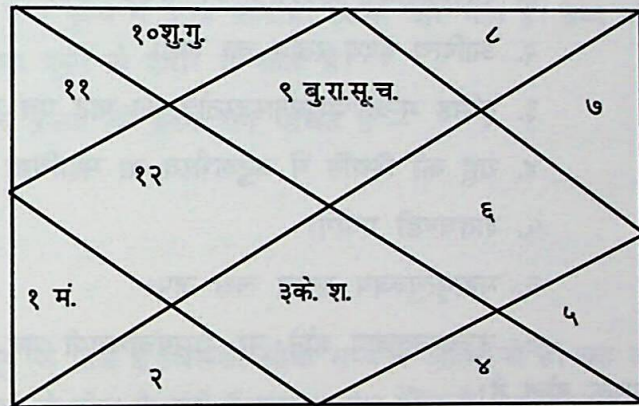 १०शु.गु.
८
११
९ बु.रा.सू.च.
७
१२
६
१ मं.
३के. श.
५
२
४